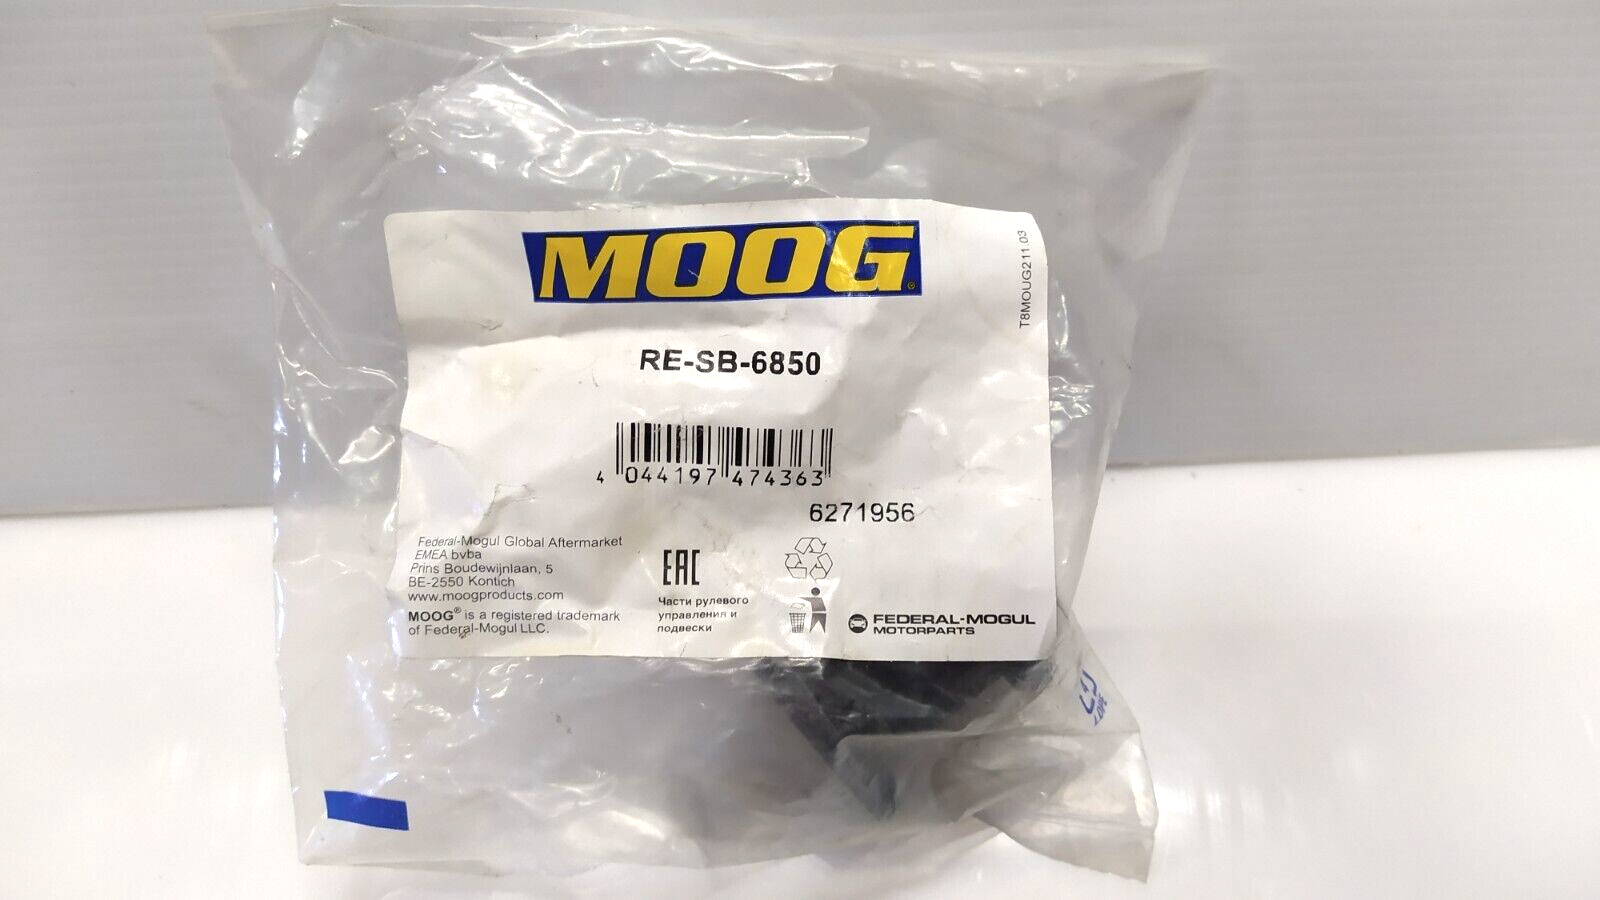 MOOG®
T8MOUG211.03
RE-SB-6850
4 044197 474363
6271956
Federal-Mogul Global Aftermarket
EMEA bvba
Prins Boudewijnlaan, 5
BE-2550 Kontich
www.moogproducts.com
MOOG® is a registered trademark
of Federal-Mogul LLC.
EAC
Части рулевого
управления и
подвески
FEDERAL-MOGUL
MOTORPARTS
4
LDPE